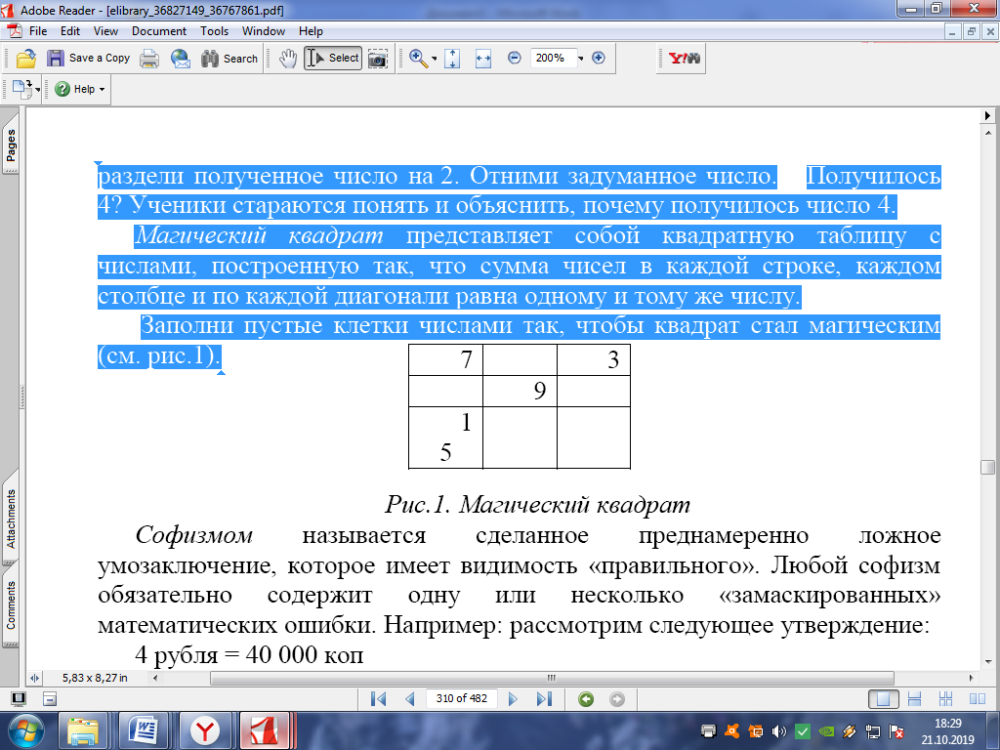 Adobe Reader - [elibrary_36827149_36767861.pdf]
File Edit View Document Tools Window Help
Save a Copy Search Select 200% Y!
Help
Pages
Attachments
Comments
раздели полученное число на 2. Отними задуманное число. Получилось
4? Ученики стараются понять и объяснить, почему получилось число 4.
Магический квадрат представляет собой квадратную таблицу с
числами, построенную так, что сумма чисел в каждой строке, каждом
столбце и по каждой диагонали равна одному и тому же числу.
Заполни пустые клетки числами так, чтобы квадрат стал магическим
(см. рис.1).
7 3
9
1
5
Рис.1. Магический квадрат
Софизмом называется сделанное преднамеренно ложное
умозаключение, которое имеет видимость «правильного». Любой софизм
обязательно содержит одну или несколько «замаскированных»
математических ошибки. Например: рассмотрим следующее утверждение:
4 рубля = 40 000 коп
5,83 x 8,27 in
310 of 482
18:29
21.10.2019